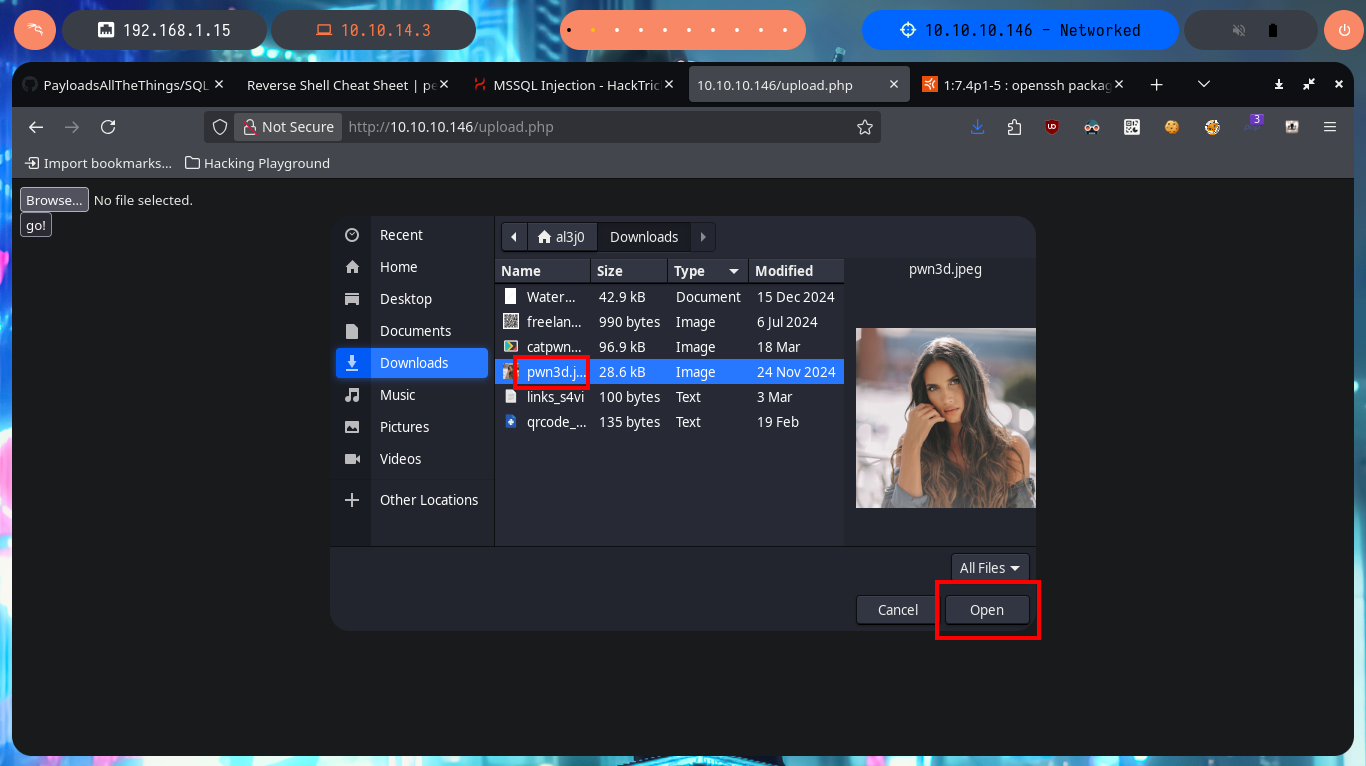 192.168.1.15
10.10.14.3
10.10.10.146 - Networked
PayloadsAllTheThings/SQL
Reverse Shell Cheat Sheet | pe
MSSQL Injection - HackTric
10.10.10.146/upload.php
1:7.4p1-5 : openssh packag
Not Secure
http://10.10.10.146/upload.php
3
Import bookmarks...
Hacking Playground
Browse...
No file selected.
go!
Recent
Home
Desktop
Documents
Downloads
Music
Pictures
Videos
Other Locations
al3j0
Downloads
Name Size Type Modified
Water... 42.9 kB Document 15 Dec 2024
freelan... 990 bytes Image 6 Jul 2024
catpwn... 96.9 kB Image 18 Mar
pwn3d.j... 28.6 kB Image 24 Nov 2024
links_s4vi 100 bytes Text 3 Mar
qrcode_... 135 bytes Text 19 Feb
pwn3d.jpeg
All Files
Cancel
Open